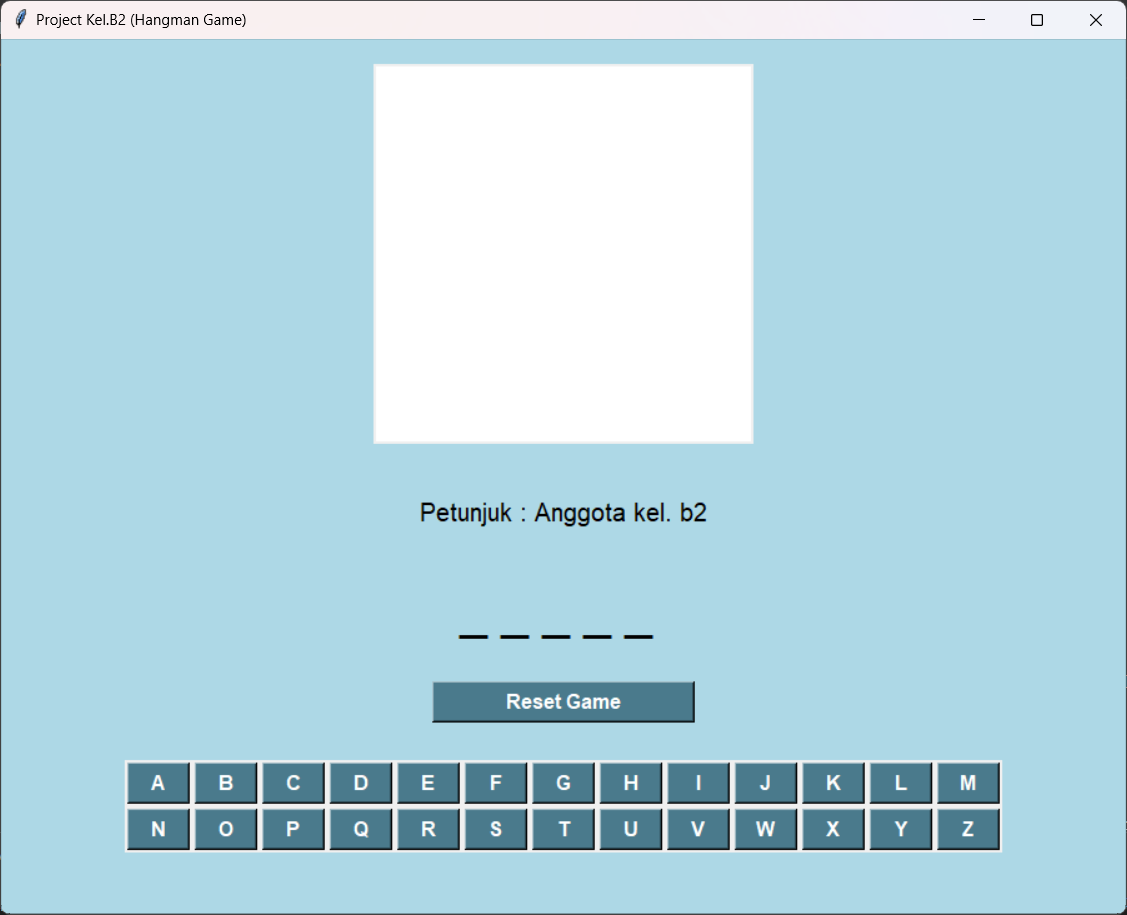 Project Kel.B2 (Hangman Game)
Petunjuk : Anggota kel. b2
_ _ _ _ _
Reset Game
A B C D E F G H I J K L M
N O P Q R S T U V W X Y Z